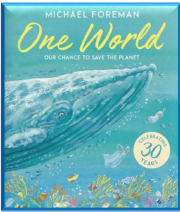 MICHAEL FOREMAN
One World
OUR CHANCE TO SAVE THE PLANET
CELEBRATING
30
YEARS